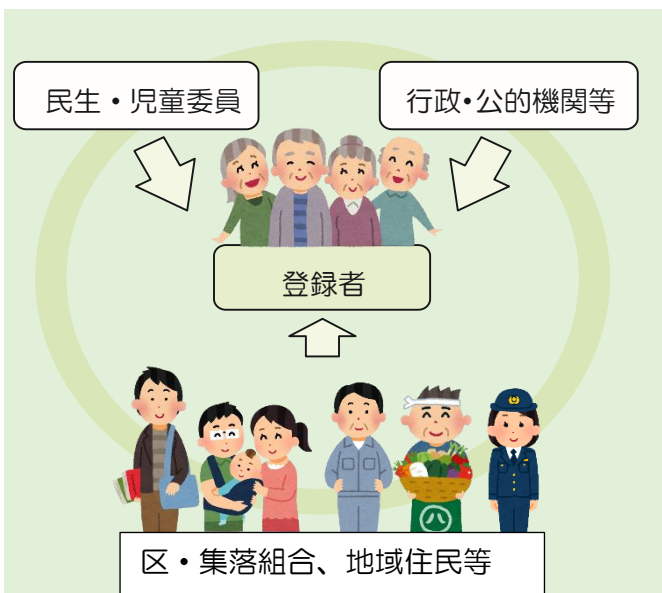 民生・児童委員
行政・公的機関等
登録者
八
区・集落組合、地域住民等